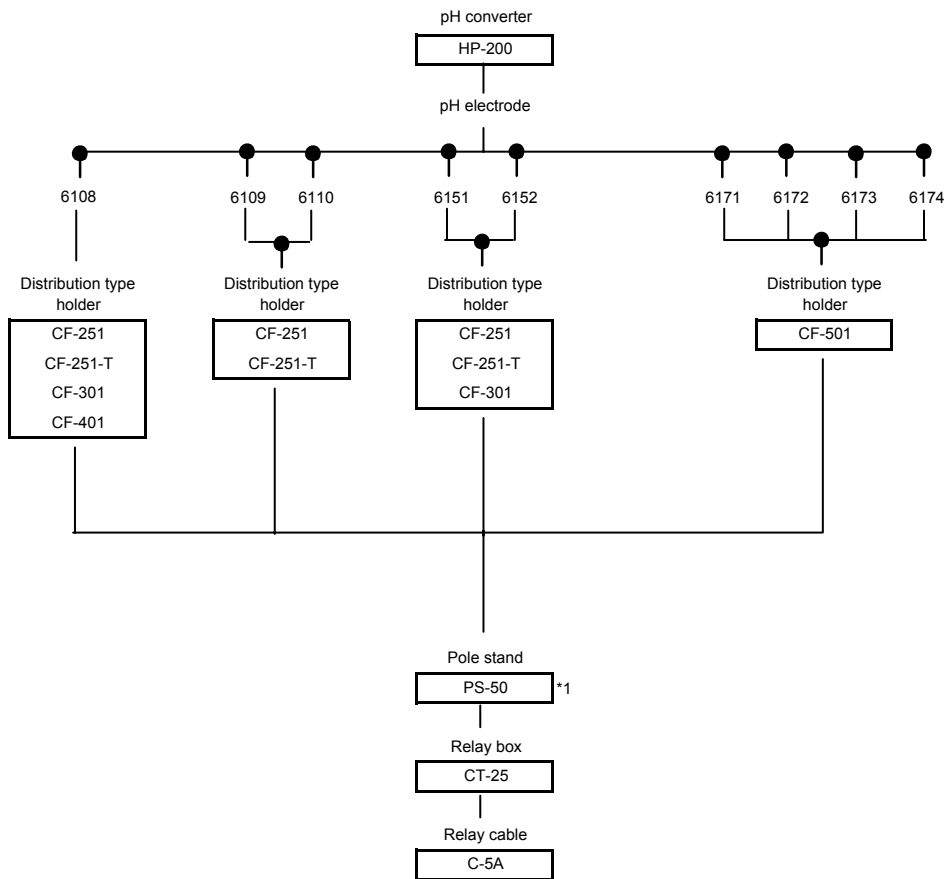 pH converter
HP-200
pH electrode
6108 6109 6110 6151 6152 6171 6172 6173 6174
Distribution type
holder
CF-251
CF-251-T
CF-301
CF-401
Distribution type
holder
CF-251
CF-251-T
Distribution type
holder
CF-251
CF-251-T
CF-301
Distribution type
holder
CF-501
Pole stand
PS-50 *1
Relay box
CT-25
Relay cable
C-5A